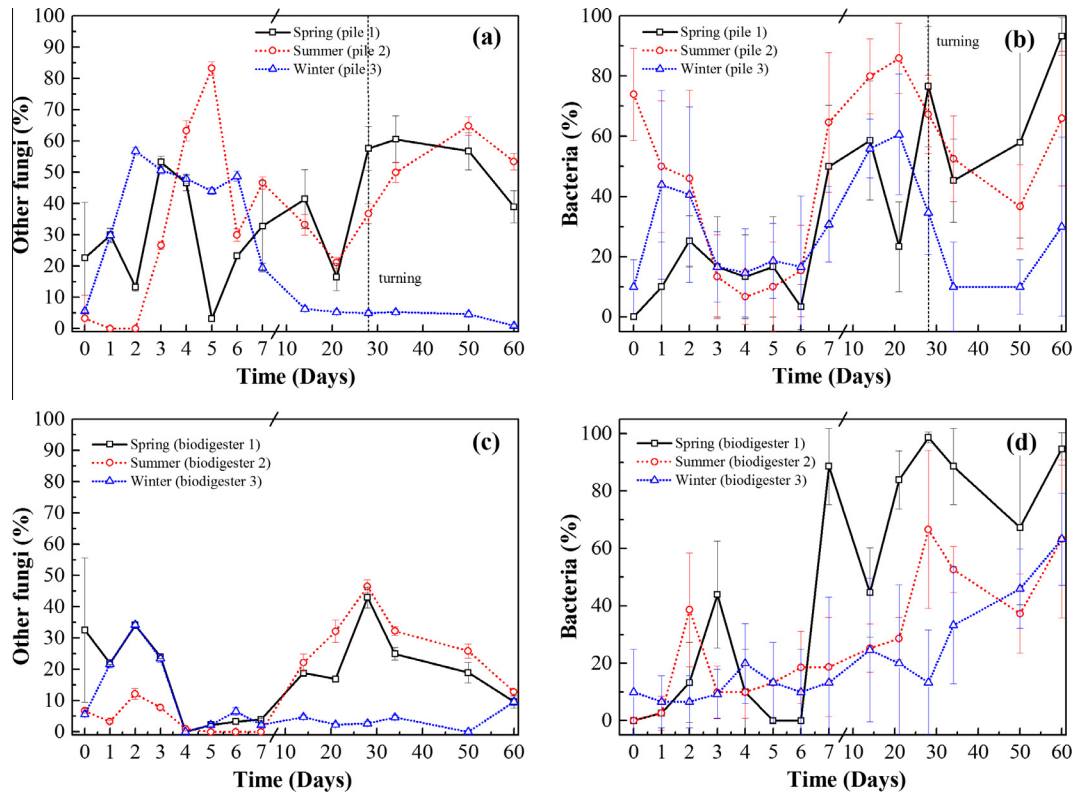 (a)
Spring (pile 1)
Summer (pile 2)
Winter (pile 3)
turning
Other fungi (%)
100
90
80
70
60
50
40
30
20
10
0
0 1 2 3 4 5 6 7 10 20 30 40 50 60
Time (Days)
(b)
Spring (pile 1)
Summer (pile 2)
Winter (pile 3)
turning
Bacteria (%)
100
80
60
40
20
0
0 1 2 3 4 5 6 7 10 20 30 40 50 60
Time (Days)
(c)
Spring (biodigester 1)
Summer (biodigester 2)
Winter (biodigester 3)
Other fungi (%)
100
90
80
70
60
50
40
30
20
10
0
0 1 2 3 4 5 6 7 10 20 30 40 50 60
Time (Days)
(d)
Spring (biodigester 1)
Summer (biodigester 2)
Winter (biodigester 3)
Bacteria (%)
100
80
60
40
20
0
0 1 2 3 4 5 6 7 10 20 30 40 50 60
Time (Days)